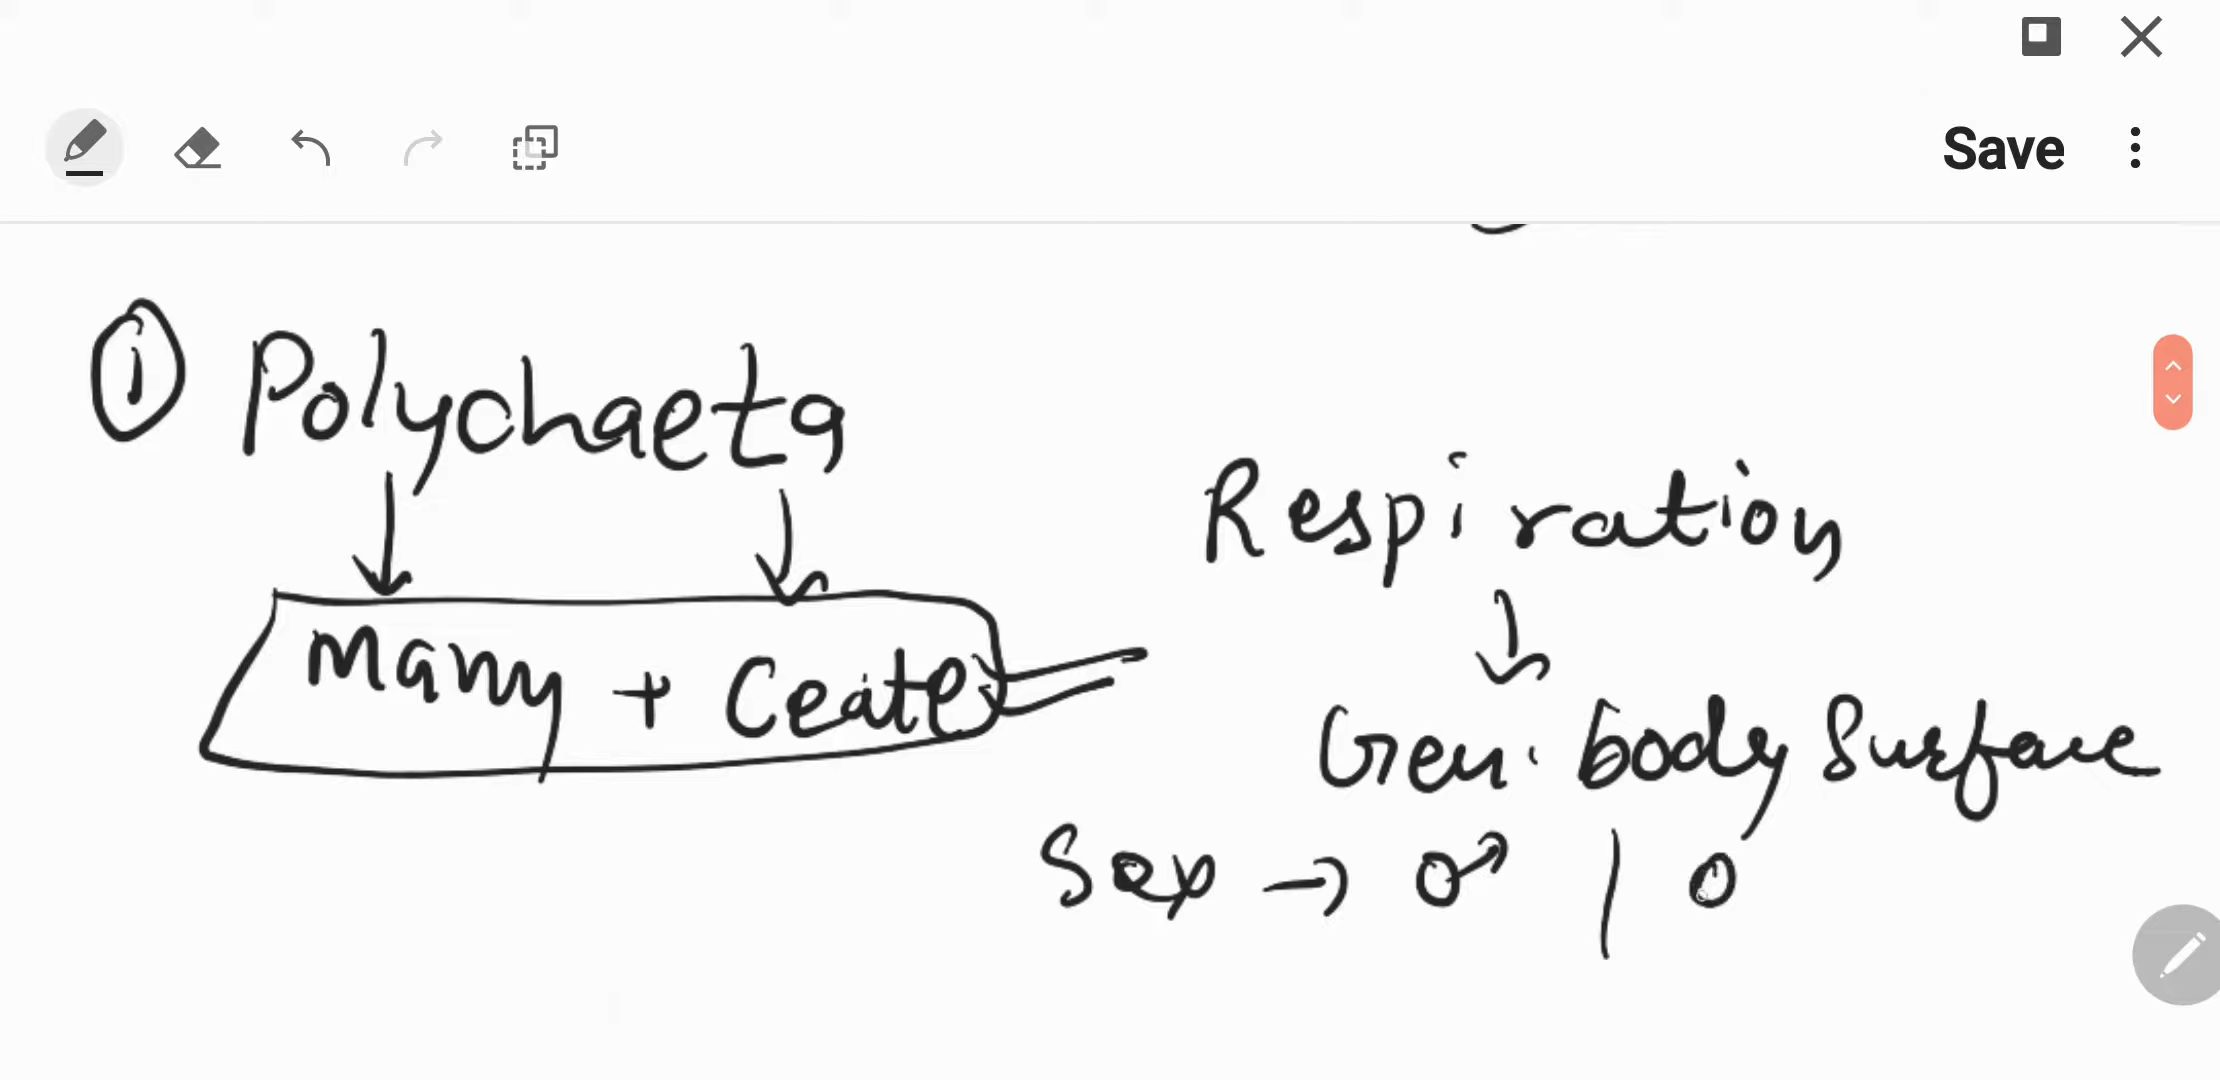 Save
① Polychaeta
Many + Ceate
Respiration
↓
Gen. body Surface
Sex → ♂ | O